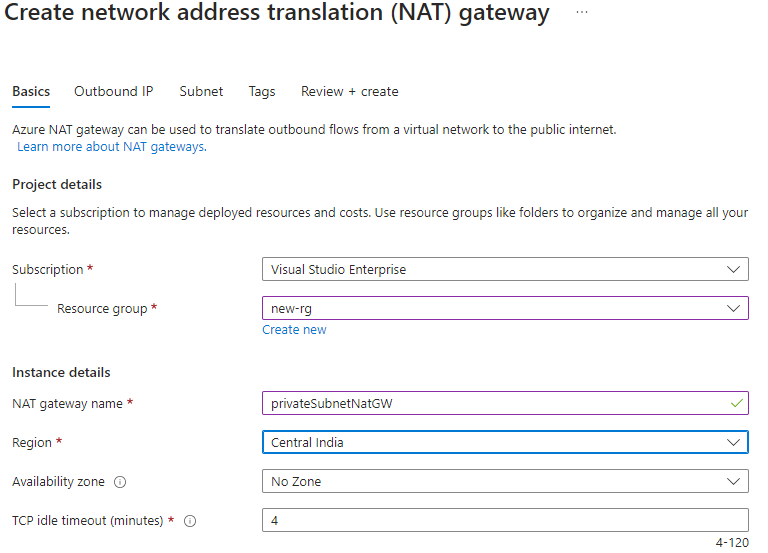 Create network address translation (NAT) gateway ...
Basics Outbound IP Subnet Tags Review + create
Azure NAT gateway can be used to translate outbound flows from a virtual network to the public internet.
Learn more about NAT gateways.
Project details
Select a subscription to manage deployed resources and costs. Use resource groups like folders to organize and manage all your
resources.
Subscription * Visual Studio Enterprise
Resource group * new-rg
Create new
Instance details
NAT gateway name * privateSubnetNatGW
Region * Central India
Availability zone No Zone
TCP idle timeout (minutes) * 4
4-120